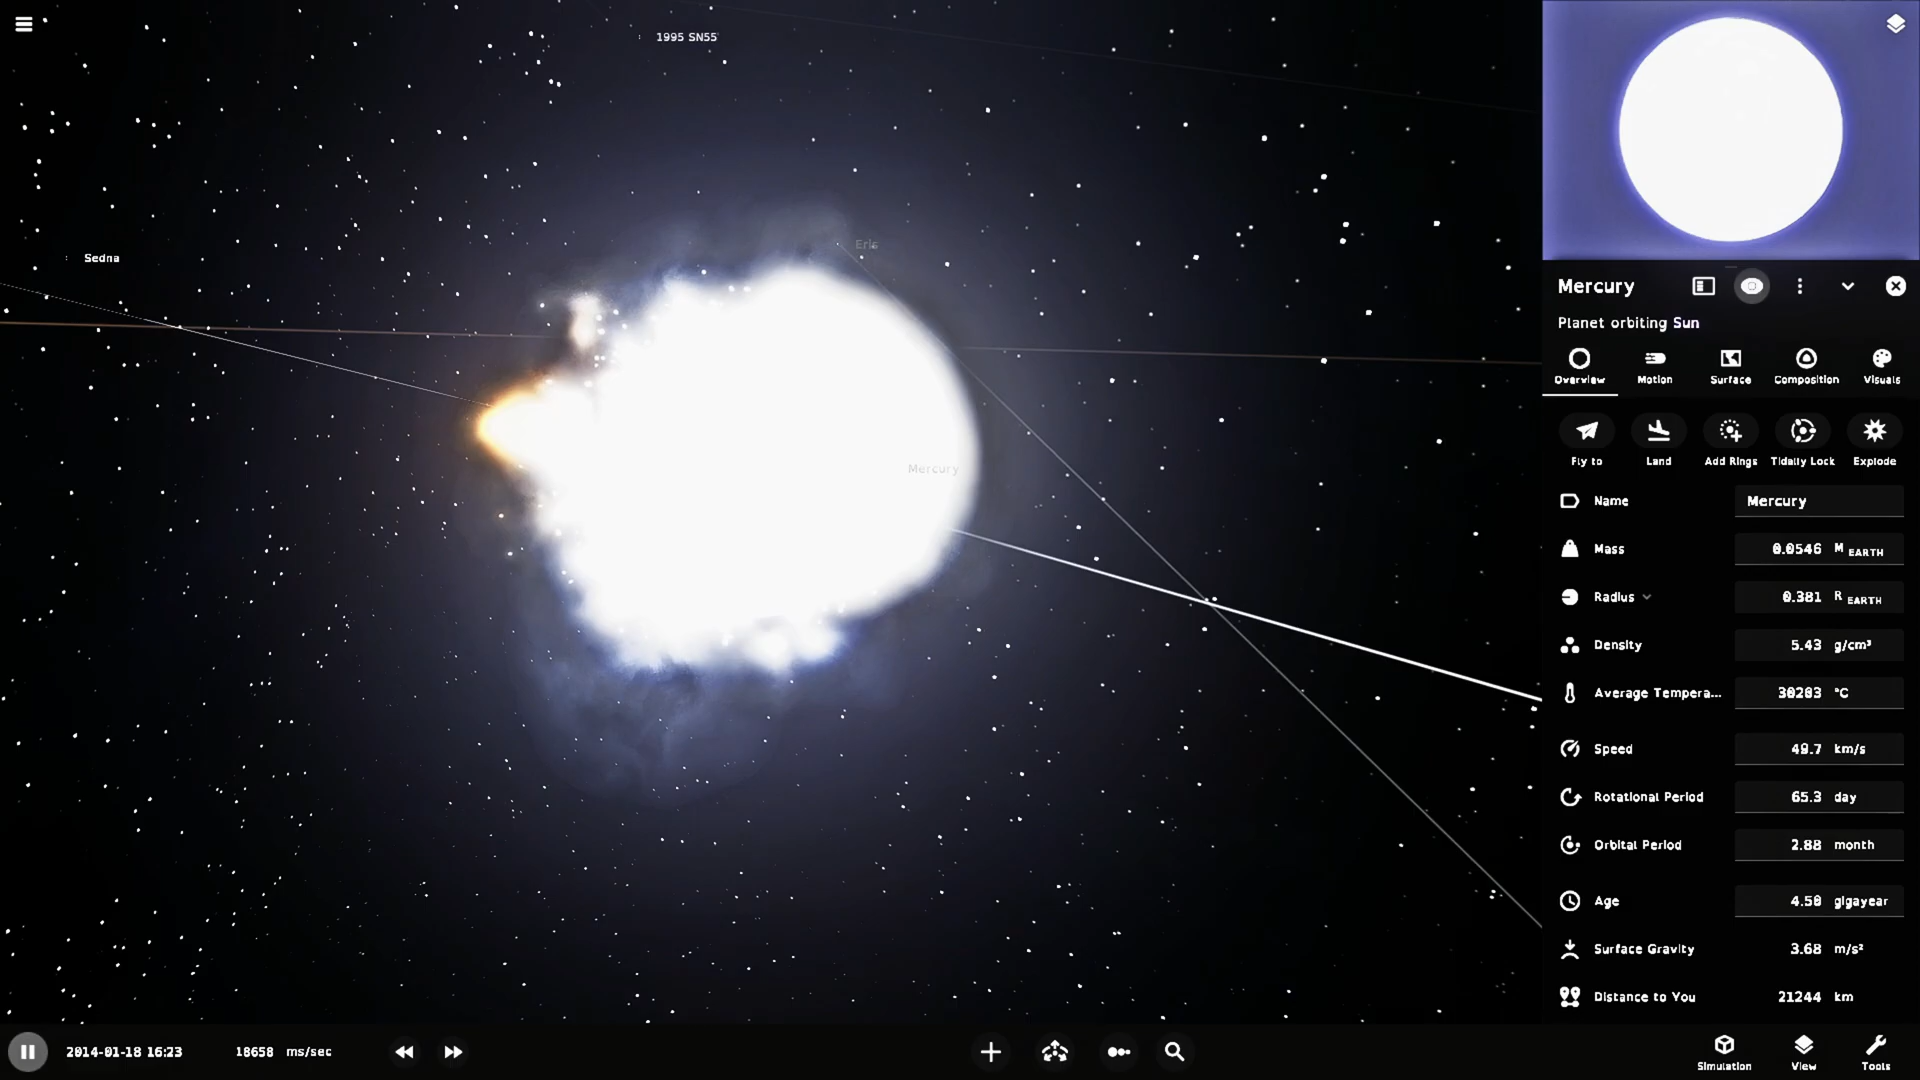 1995 SN55
Sedna
Eris
Mercury
Mercury
Planet orbiting Sun
Overview Motion Surface Composition Visuals
Fly to Land Add Rings Tidally Lock Explode
Name Mercury
Mass 0.0546 M EARTH
Radius 0.381 R EARTH
Density 5.43 g/cm³
Average Tempera... 30203 °C
Speed 49.7 km/s
Rotational Period 65.3 day
Orbital Period 2.88 month
Age 4.50 gigayear
Surface Gravity 3.68 m/s²
Distance to You 21244 km
2014-01-18 16:23 18658 ms/sec
Simulation View Tools